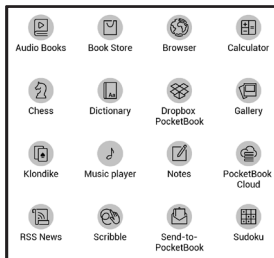 Audio Books Book Store Browser Calculator
Chess Dictionary Dropbox PocketBook Gallery
Klondike Music player Notes PocketBook Cloud
RSS News Scribble Send-to-PocketBook Sudoku